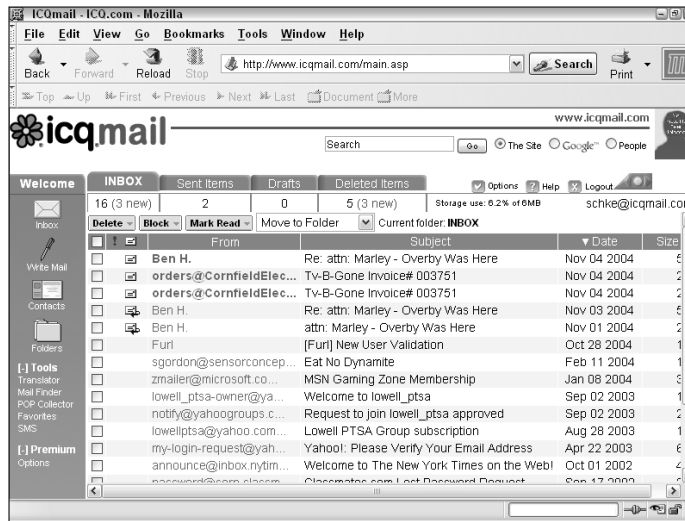 ICQmail - ICQ.com - Mozilla
File Edit View Go Bookmarks Tools Window Help
Back Forward Reload Stop http://www.icqmail.com/main.asp Search Print
Top Up First Previous Next Last Document More
www.icqmail.com
icqmail
Search Go The Site Google™ People
Welcome INBOX Sent Items Drafts Deleted Items Options Help Logout
16 (3 new) 2 0 5 (3 new) Storage use: 6.2% of 6MB schke@icqmail.co
Delete Block Mark Read Move to Folder Current folder: INBOX
! From Subject Date Size
Ben H. Re: attn: Marley - Overby Was Here Nov 04 2004
orders@CornfieldElec... Tv-B-Gone Invoice# 003751 Nov 04 2004
orders@CornfieldElec... Tv-B-Gone Invoice# 003751 Nov 04 2004
Ben H. Re: attn: Marley - Overby Was Here Nov 03 2004
Ben H. attn: Marley - Overby Was Here Nov 01 2004
Furl [Furl] New User Validation Oct 28 2004
sgordon@sensorconcep... Eat No Dynamite Feb 11 2004
zmailer@microsoft.co... MSN Gaming Zone Membership Jan 08 2004
lowell_ptsa-owner@ya... Welcome to lowell_ptsa Sep 02 2003
notify@yahoogroups.c... Request to join lowell_ptsa approved Sep 02 2003
lowellptsa@yahoo.com... Lowell PTSA Group subscription Aug 28 2003
my-login-request@yah... Yahoo!: Please Verify Your Email Address Apr 22 2003
announce@inbox.nytim... Welcome to The New York Times on the Web! Oct 01 2002
Inbox
Write Mail
Contacts
Folders
[-] Tools
Translator
Mail Finder
POP Collector
Favorites
SMS
[-] Premium
Options